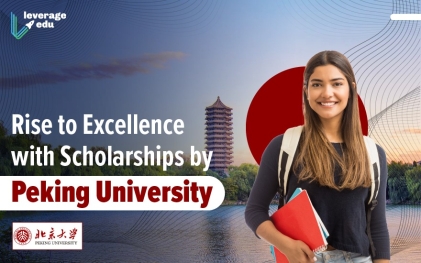 leverage
edu
Rise to Excellence
with Scholarships by
Peking University
北京大学
PEKING UNIVERSITY